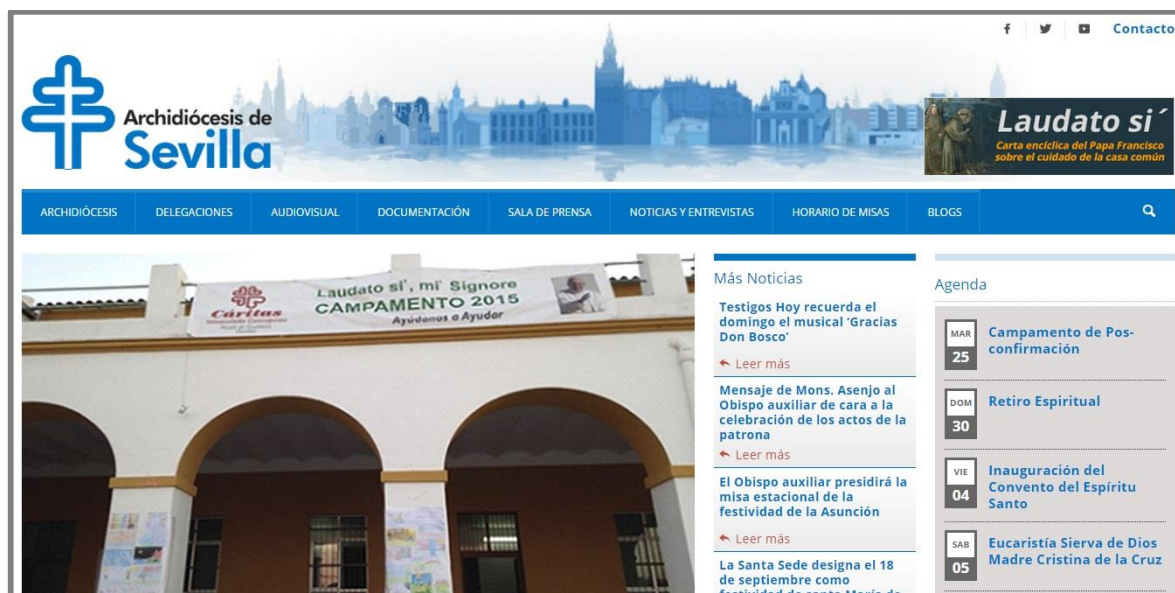 Contacto
Archidiócesis de
Sevilla
Laudato si´
Carta encíclica del Papa Francisco
sobre el cuidado de la casa común
ARCHIDIÓCESIS
DELEGACIONES
AUDIOVISUAL
DOCUMENTACIÓN
SALA DE PRENSA
NOTICIAS Y ENTREVISTAS
HORARIO DE MISAS
BLOGS
Cáritas
Laudato si', mi' Signore
CAMPAMENTO 2015
Ayúdanos a Ayudar
Más Noticias
Testigos Hoy recuerda el
domingo el musical ‘Gracias
Don Bosco’
Leer más
Mensaje de Mons. Asenjo al
Obispo auxiliar de cara a la
celebración de los actos de la
patrona
Leer más
El Obispo auxiliar presidirá la
misa estacional de la
festividad de la Asunción
Leer más
La Santa Sede designa el 18
de septiembre como
festividad de santa María de
Agenda
MAR
25
Campamento de Pos-
confirmación
DOM
30
Retiro Espiritual
VIE
04
Inauguración del
Convento del Espíritu
Santo
SAB
05
Eucaristía Sierva de Dios
Madre Cristina de la Cruz